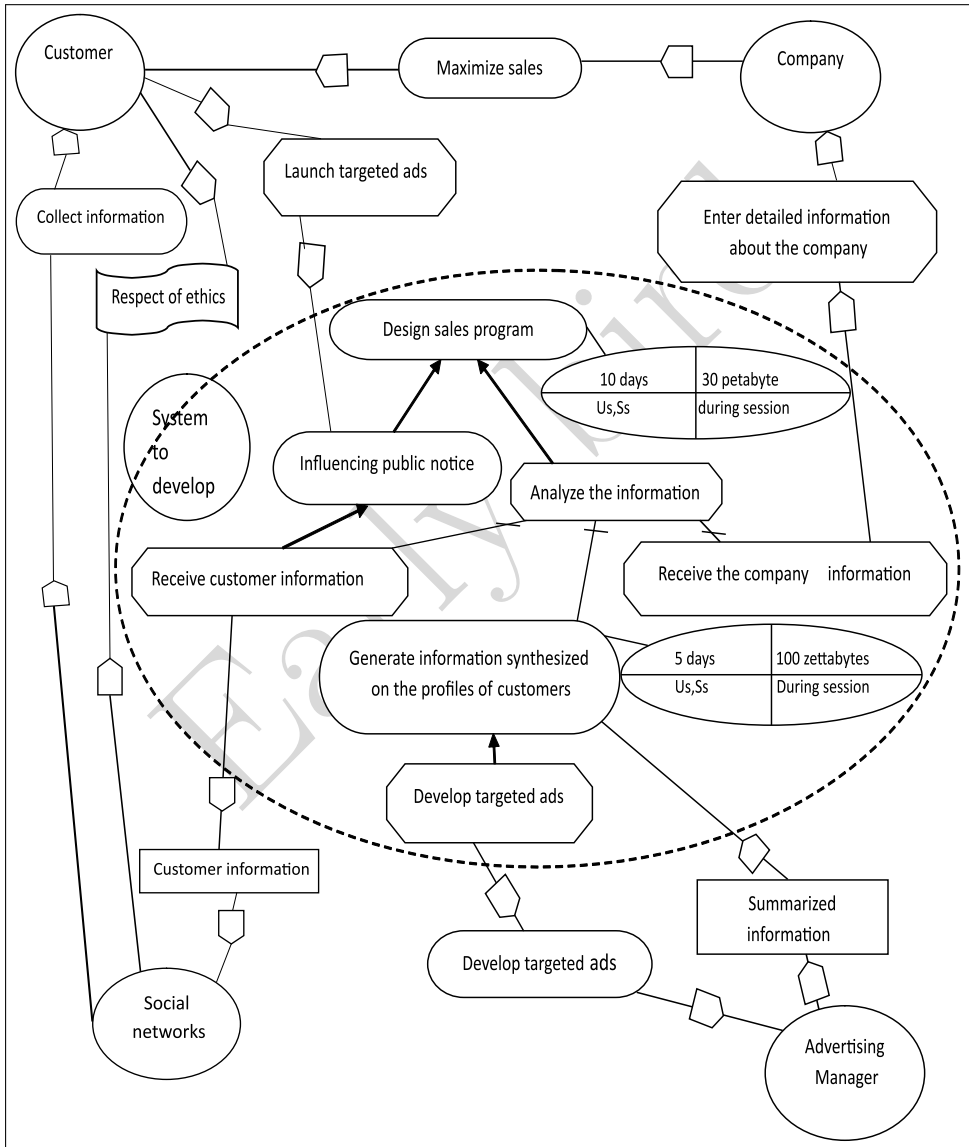 Customer
Maximize sales
Company
Launch targeted ads
Collect information
Enter detailed information
about the company
Respect of ethics
Design sales program
10 days
30 petabyte
Us,Ss
during session
System
to
develop
Influencing public notice
Analyze the information
Receive customer information
Receive the company information
Generate information synthesized
on the profiles of customers
5 days
100 zettabytes
Us,Ss
During session
Develop targeted ads
Customer information
Summarized
information
Develop targeted ads
Social
networks
Advertising
Manager
Early bird